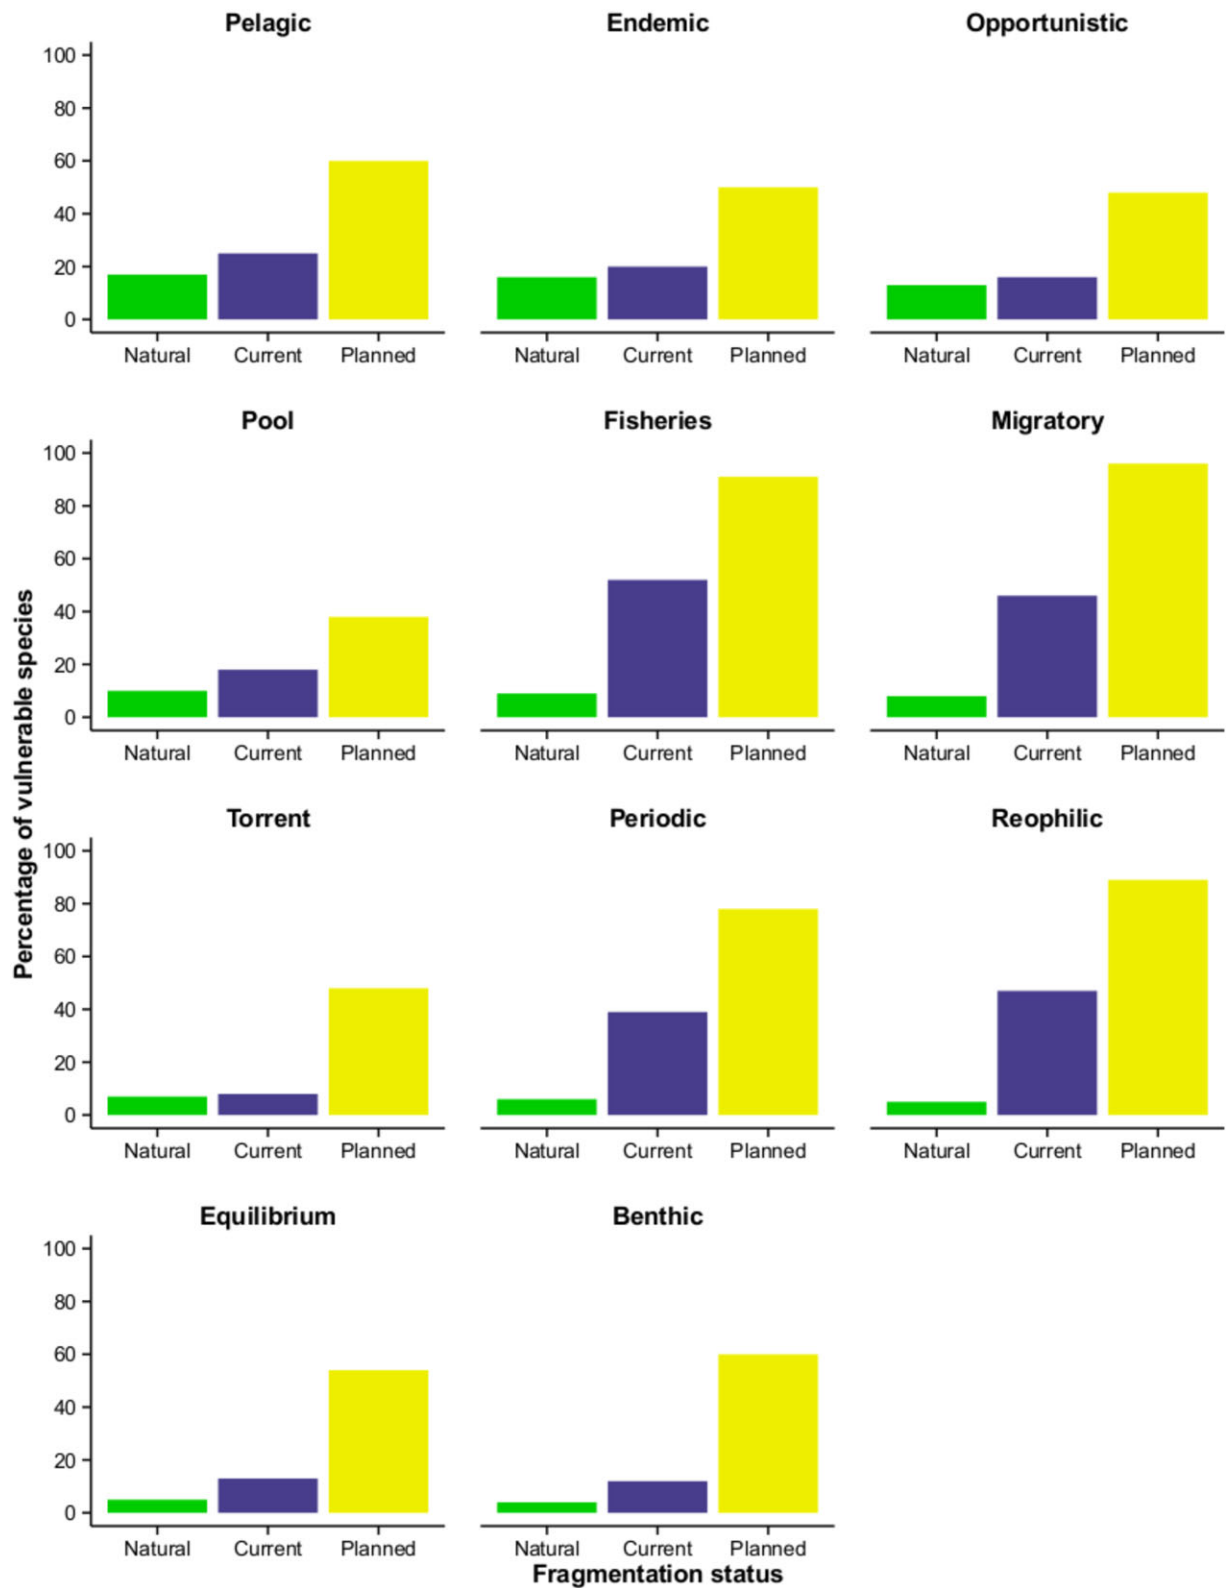 Pelagic Endemic Opportunistic
100
80
60
40
20
0
Natural Current Planned Natural Current Planned Natural Current Planned
Pool Fisheries Migratory
100
80
60
40
20
0
Natural Current Planned Natural Current Planned Natural Current Planned
Percentage of vulnerable species
Torrent Periodic Reophilic
100
80
60
40
20
0
Natural Current Planned Natural Current Planned Natural Current Planned
Equilibrium Benthic
100
80
60
40
20
0
Natural Current Planned Natural Current Planned
Fragmentation status